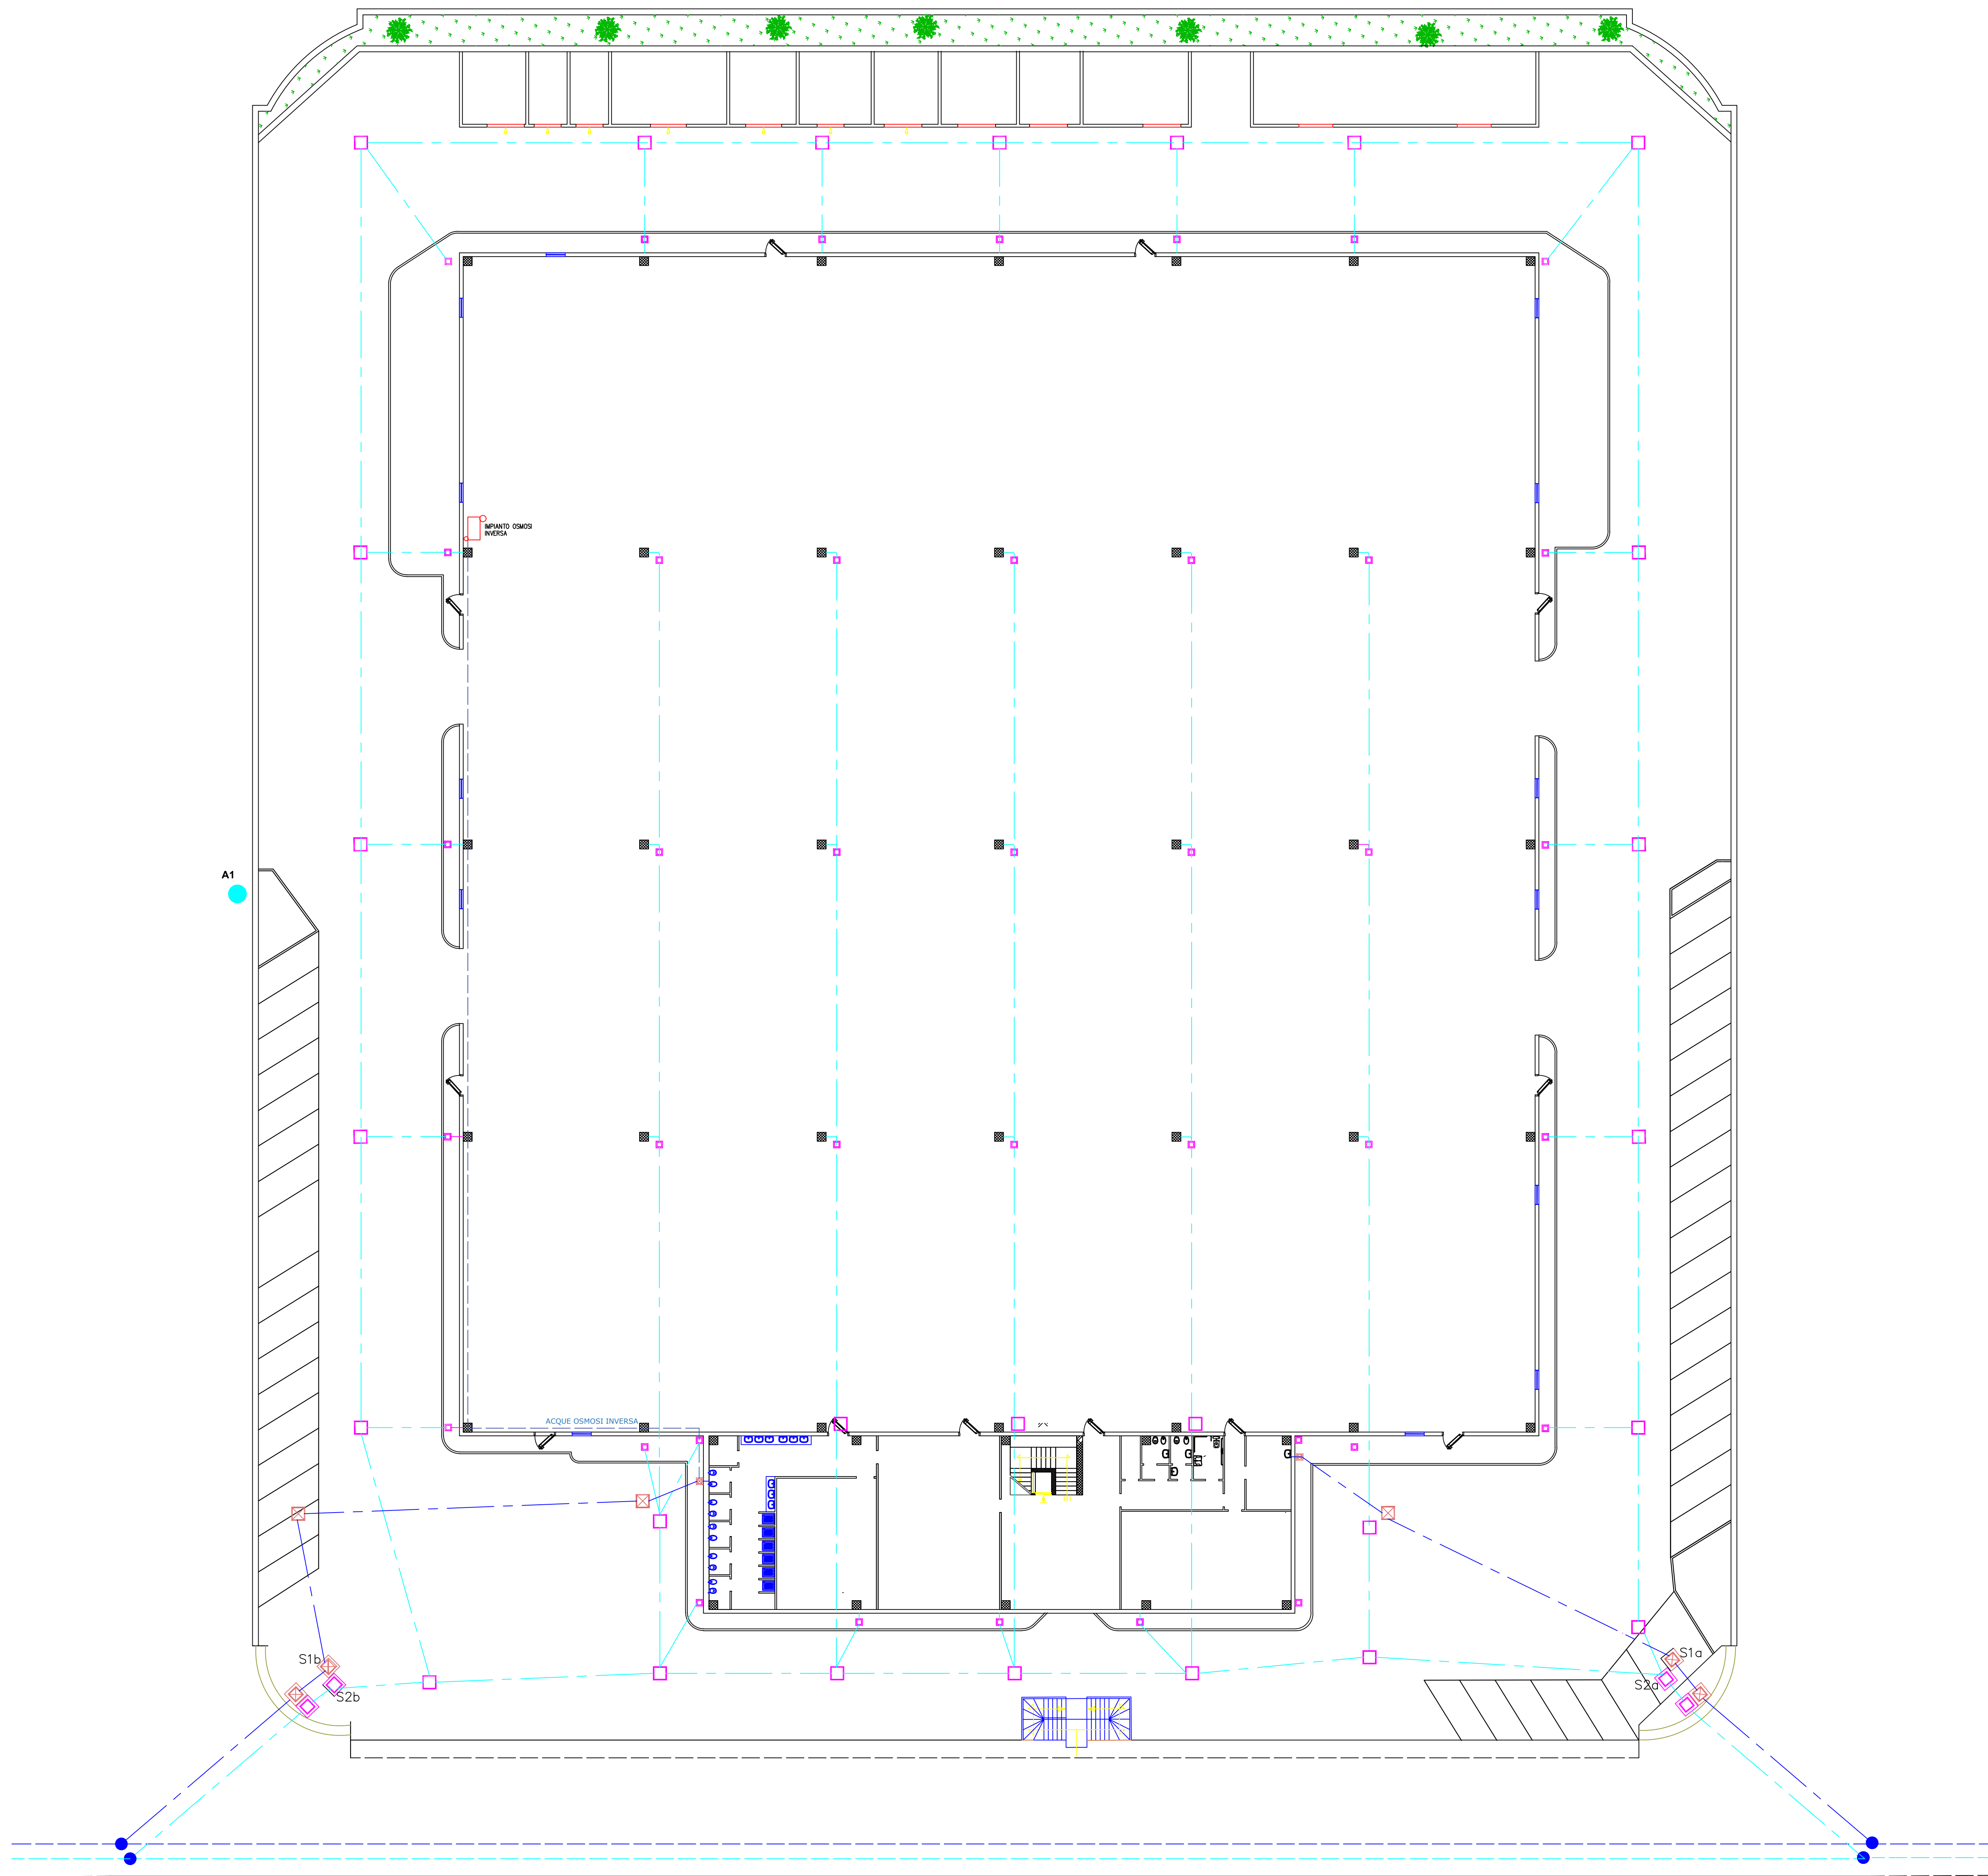 IMPIANTO OSMOSI
INVERSA
A1
ACQUE OSMOSI INVERSA
S1b
S2b
S1a
S2a